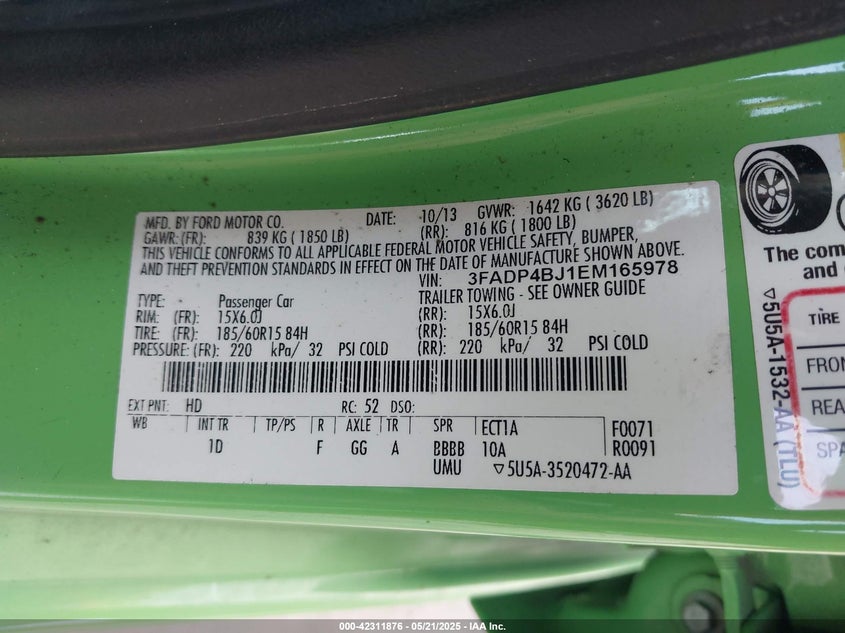 MFD. BY FORD MOTOR CO. DATE: 10/13 GVWR: 1642 KG ( 3620 LB)
GAWR: (FR): 839 KG ( 1850 LB) (RR): 816 KG ( 1800 LB)
THIS VEHICLE CONFORMS TO ALL APPLICABLE FEDERAL MOTOR VEHICLE SAFETY, BUMPER,
AND THEFT PREVENTION STANDARDS IN EFFECT ON THE DATE OF MANUFACTURE SHOWN ABOVE.
VIN: 3FADP4BJ1EM165978
TYPE: Passenger Car TRAILER TOWING - SEE OWNER GUIDE
RIM: (FR): 15X6.0J (RR): 15X6.0J
TIRE: (FR): 185/60R15 84H (RR): 185/60R15 84H
PRESSURE: (FR): 220 kPa/ 32 PSI COLD (RR): 220 kPa/ 32 PSI COLD
EXT PNT: HD RC: 52 DSO:
WB INT TR TP/PS R AXLE TR SPR ECT1A F0071
1D F GG A BBBB 10A R0091
UMU ▽5U5A-3520472-AA
The com
and
▽5U5A-1532-AA (TLU)
TIRE
FRON
REA
SPA
000-42311876 - 05/21/2025 - IAA Inc.